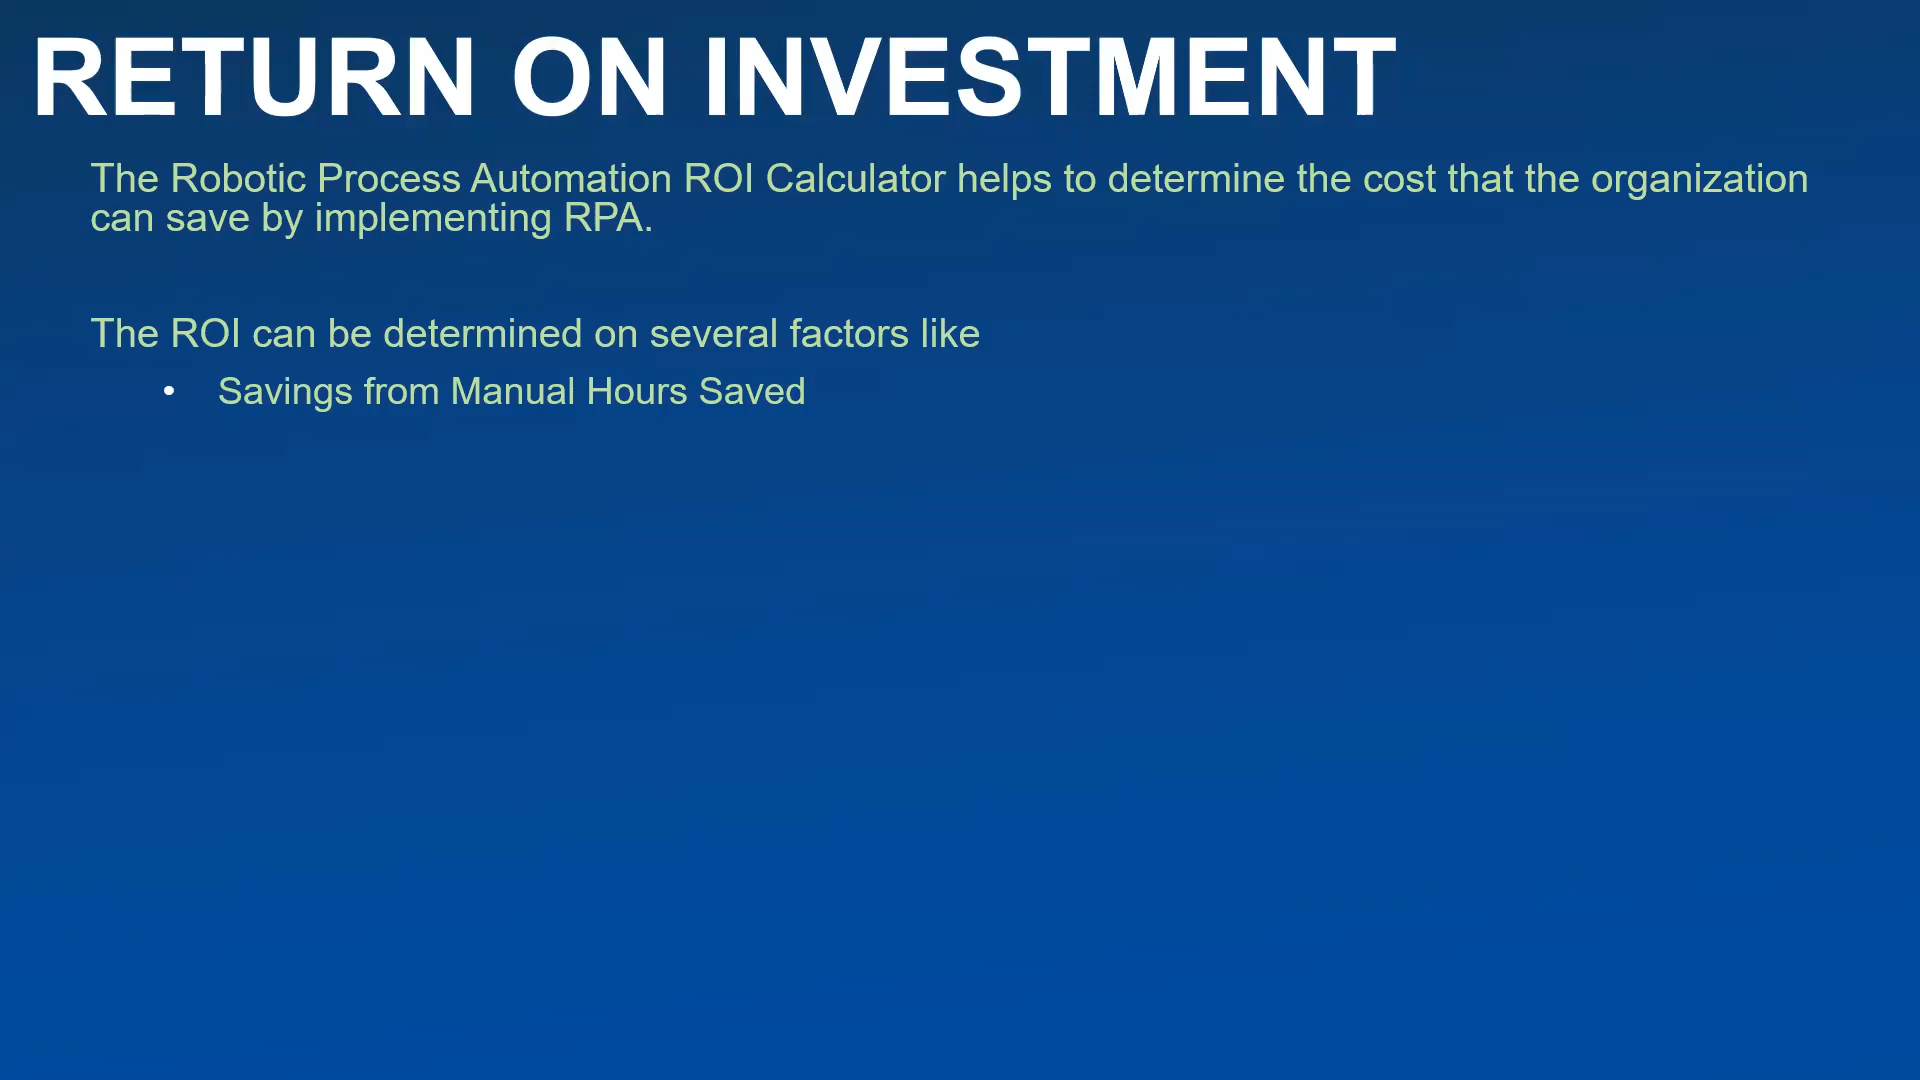 RETURN ON INVESTMENT
The Robotic Process Automation ROI Calculator helps to determine the cost that the organization
can save by implementing RPA.
The ROI can be determined on several factors like
• Savings from Manual Hours Saved